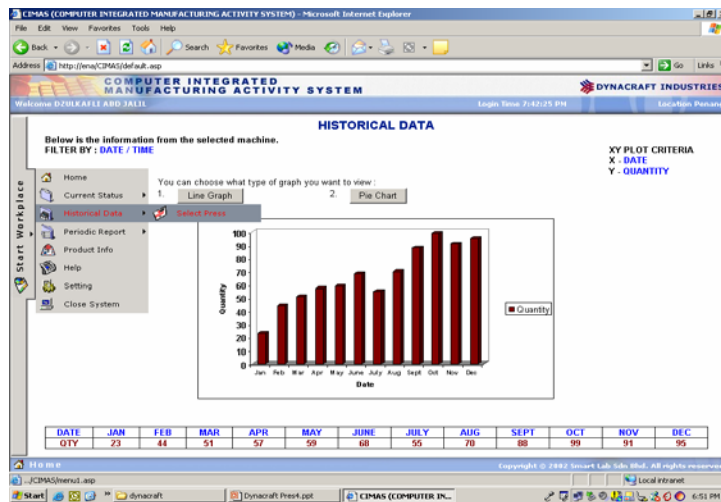 CIMAS (COMPUTER INTEGRATED MANUFACTURING ACTIVITY SYSTEM) - Microsoft Internet Explorer
File Edit View Favorites Tools Help
Back Search Favorites Media
Address http://ena/CIMAS/default.asp Go Links
COMPUTER INTEGRATED
MANUFACTURING ACTIVITY SYSTEM
DYNACRAFT INDUSTRIES
Welcome DZULKAFLI ABD JALIL Login Time 7:42:25 PM Location Penang
HISTORICAL DATA
Below is the information from the selected machine.
FILTER BY : DATE / TIME
XY PLOT CRITERIA
X - DATE
Y - QUANTITY
Start Workplace
Home
Current Status
Historical Data
Select Press
Periodic Report
Product Info
Help
Setting
Close System
You can choose what type of graph you want to view :
1. Line Graph 2. Pie Chart
100
90
80
70
60
50
40
30
20
10
0
Quantity
Jan Feb Mar Apr May June July Aug Sept Oct Nov Dec
Date
Quantity
DATE JAN FEB MAR APR MAY JUNE JULY AUG SEPT OCT NOV DEC
QTY 23 44 51 57 59 68 55 70 88 99 91 95
Home
Copyright © 2002 Smart Lab Sdn Bhd. All rights reserved
../CIMAS/menu1.asp Local intranet
Start dynacraft Dynacraft Pres4.ppt CIMAS (COMPUTER IN... 6:51 PM